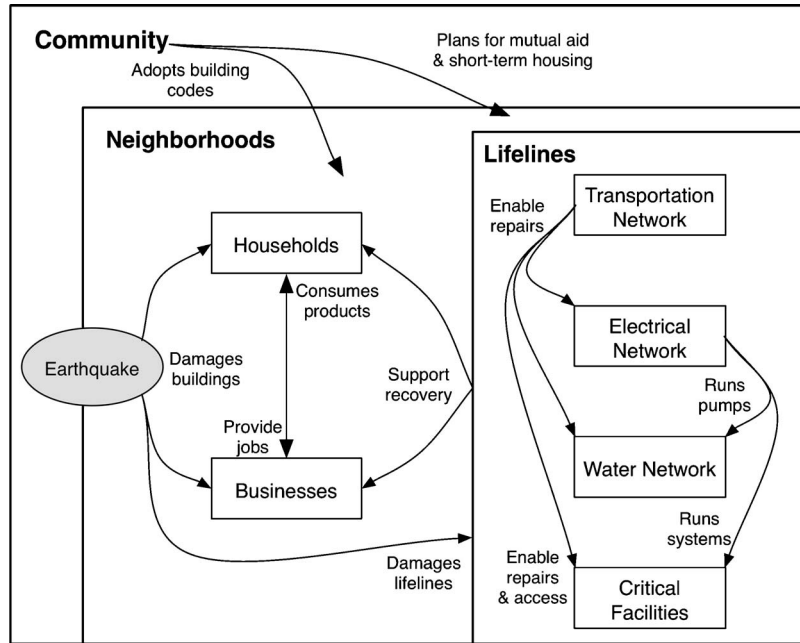 Community
Adopts building
codes
Plans for mutual aid
& short-term housing
Neighborhoods
Lifelines
Households
Consumes
products
Earthquake
Damages
buildings
Support
recovery
Provide
jobs
Businesses
Damages
lifelines
Enable
repairs
Transportation
Network
Electrical
Network
Runs
pumps
Water Network
Runs
systems
Enable
repairs
& access
Critical
Facilities